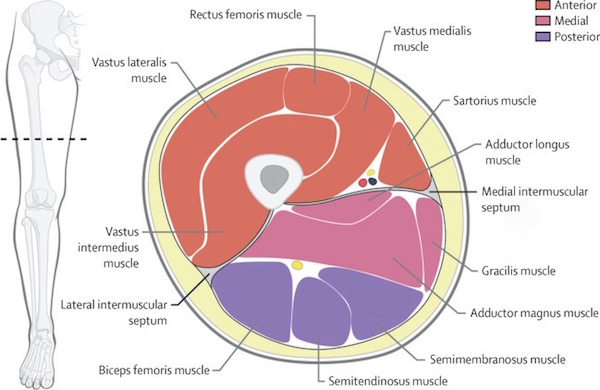 Anterior
Medial
Posterior
Rectus femoris muscle
Vastus medialis
muscle
Vastus lateralis
muscle
Sartorius muscle
Adductor longus
muscle
Medial intermuscular
septum
Vastus
intermedius
muscle
Gracilis muscle
Lateral intermuscular
septum
Adductor magnus muscle
Semimembranosus muscle
Biceps femoris muscle
Semitendinosus muscle